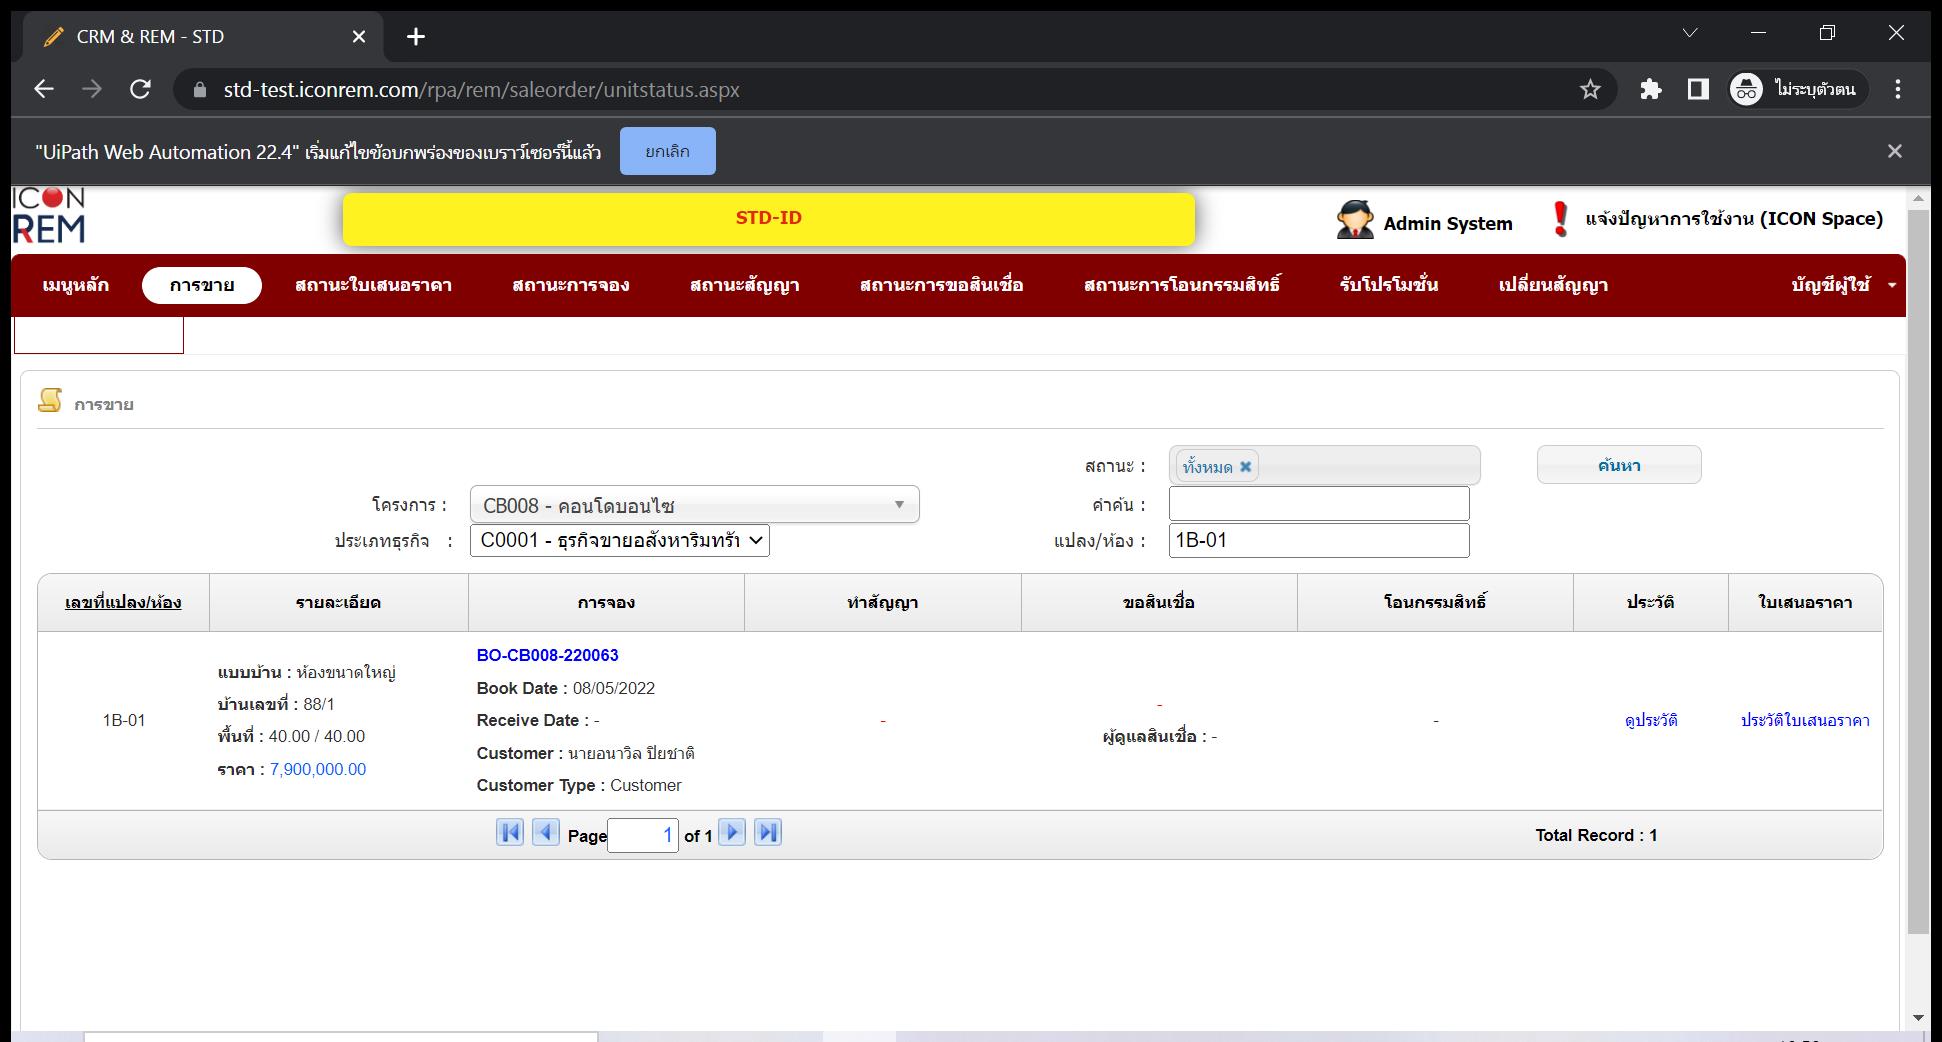 CRM & REM - STD
std-test.iconrem.com/rpa/rem/saleorder/unitstatus.aspx
ไม่ระบุตัวตน
"UiPath Web Automation 22.4" เริ่มแก้ไขข้อบกพร่องของเบราว์เซอร์นี้แล้ว
ยกเลิก
ICON
REM
STD-ID
Admin System
แจ้งปัญหาการใช้งาน (ICON Space)
เมนูหลัก
การขาย
สถานะใบเสนอราคา
สถานะการจอง
สถานะสัญญา
สถานะการขอสินเชื่อ
สถานะการโอนกรรมสิทธิ์
รับโปรโมชั่น
เปลี่ยนสัญญา
บัญชีผู้ใช้
การขาย
สถานะ :
ทั้งหมด
ค้นหา
โครงการ :
CB008 - คอนโดบอนไซ
คำค้น :
ประเภทธุรกิจ :
C0001 - ธุรกิจขายอสังหาริมทรั
แปลง/ห้อง :
1B-01
เลขที่แปลง/ห้อง
รายละเอียด
การจอง
ทำสัญญา
ขอสินเชื่อ
โอนกรรมสิทธิ์
ประวัติ
ใบเสนอราคา
1B-01
แบบบ้าน : ห้องขนาดใหญ่
บ้านเลขที่ : 88/1
พื้นที่ : 40.00 / 40.00
ราคา : 7,900,000.00
BO-CB008-220063
Book Date : 08/05/2022
Receive Date : -
Customer : นายอนาวิล ปิยชาติ
Customer Type : Customer
-
-
ผู้ดูแลสินเชื่อ : -
-
ดูประวัติ
ประวัติใบเสนอราคา
Page 1 of 1
Total Record : 1